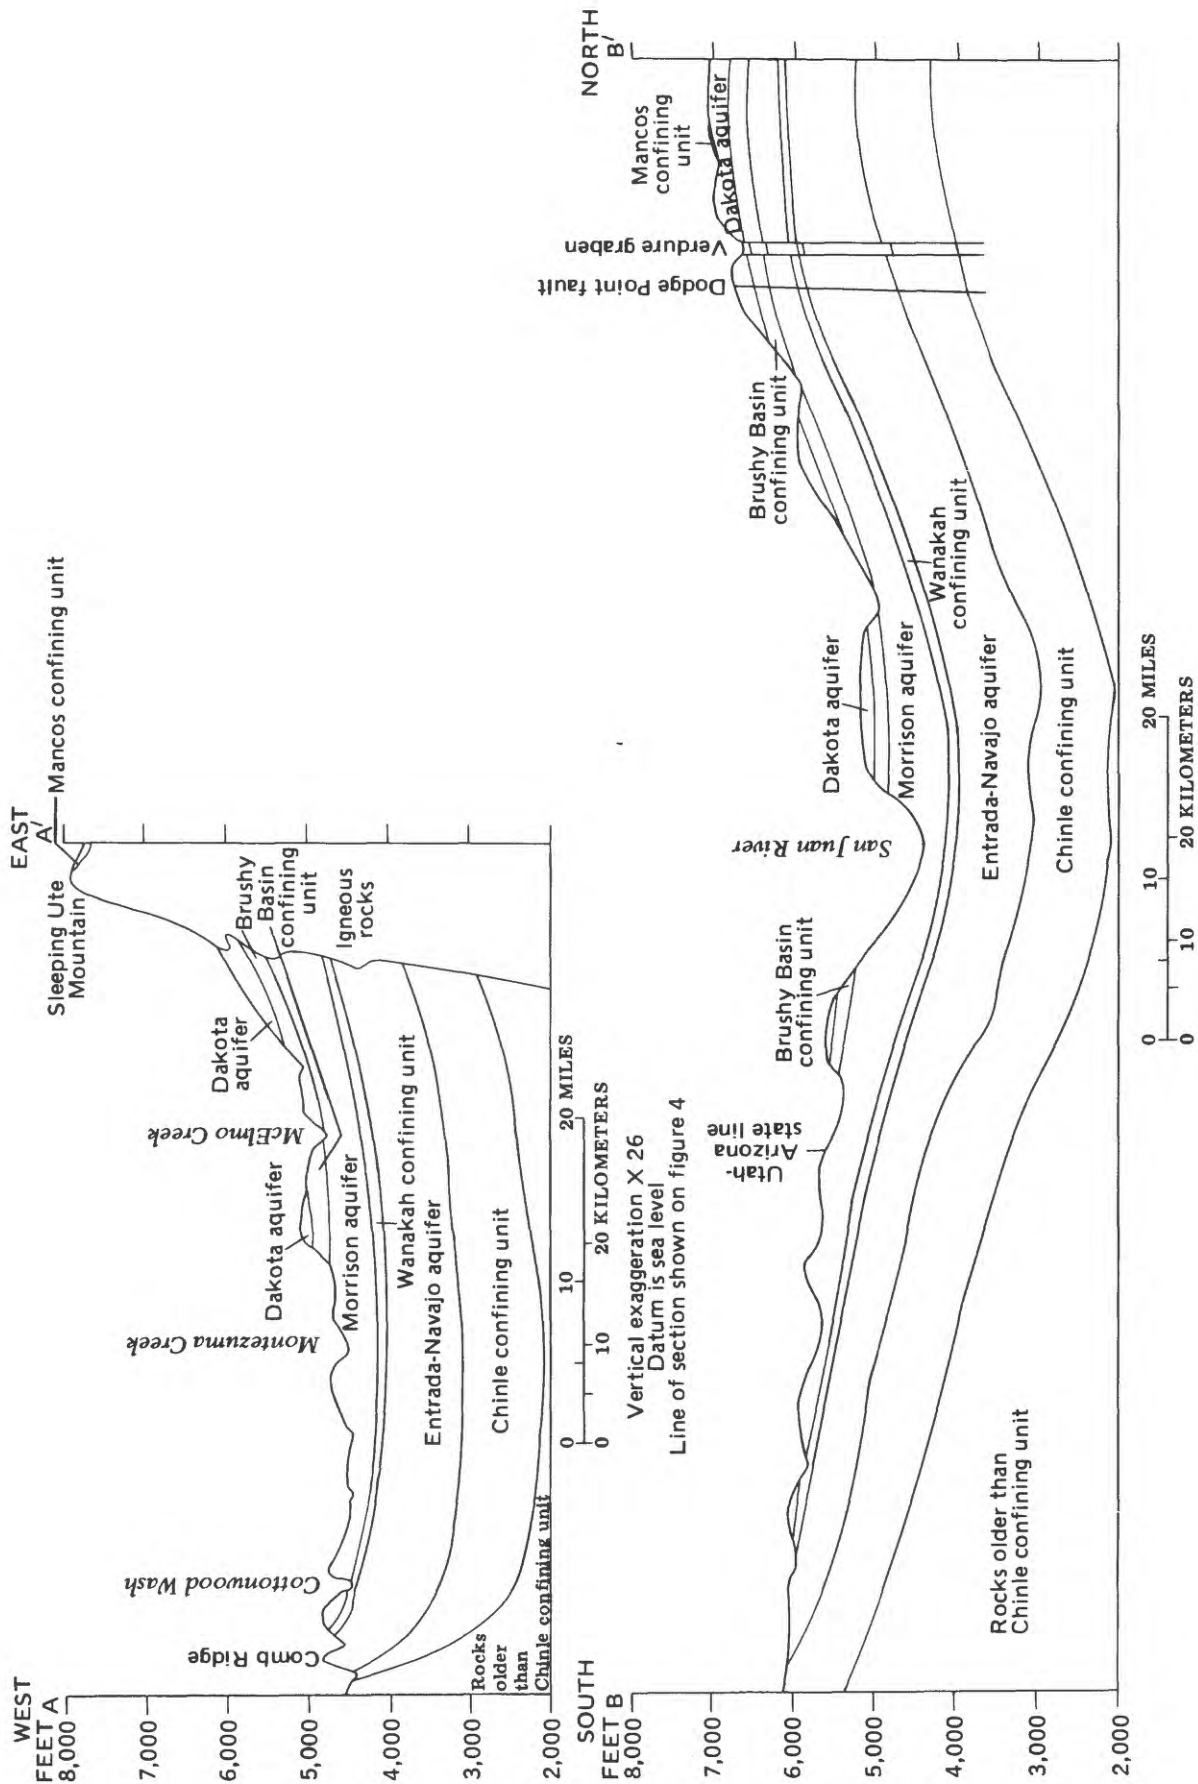 WEST
FEET A
8,000
7,000
6,000
5,000
4,000
3,000
2,000
EAST
A'
Mancos confining unit
Sleeping Ute
Mountain
Comb Ridge
Cottonwood Wash
Montezuma Creek
McElmo Creek
Dakota aquifer
Dakota
aquifer
Brushy
Basin
confining
unit
Igneous
rocks
Morrison aquifer
Wanakah confining unit
Entrada-Navajo aquifer
Chinle confining unit
Rocks
older
than
Chinle confining unit
0 10 20 MILES
0 10 20 KILOMETERS
Vertical exaggeration X 26
Datum is sea level
Line of section shown on figure 4
SOUTH
FEET B
8,000
7,000
6,000
5,000
4,000
3,000
2,000
NORTH
B'
Utah-
Arizona
state line
Brushy Basin
confining unit
San Juan River
Dakota aquifer
Morrison aquifer
Brushy Basin
confining unit
Dodge Point fault
Verdure graben
Mancos
confining
unit
Dakota aquifer
Wanakah
confining unit
Entrada-Navajo aquifer
Chinle confining unit
Rocks older than
Chinle confining unit
0 10 20 MILES
0 10 20 KILOMETERS